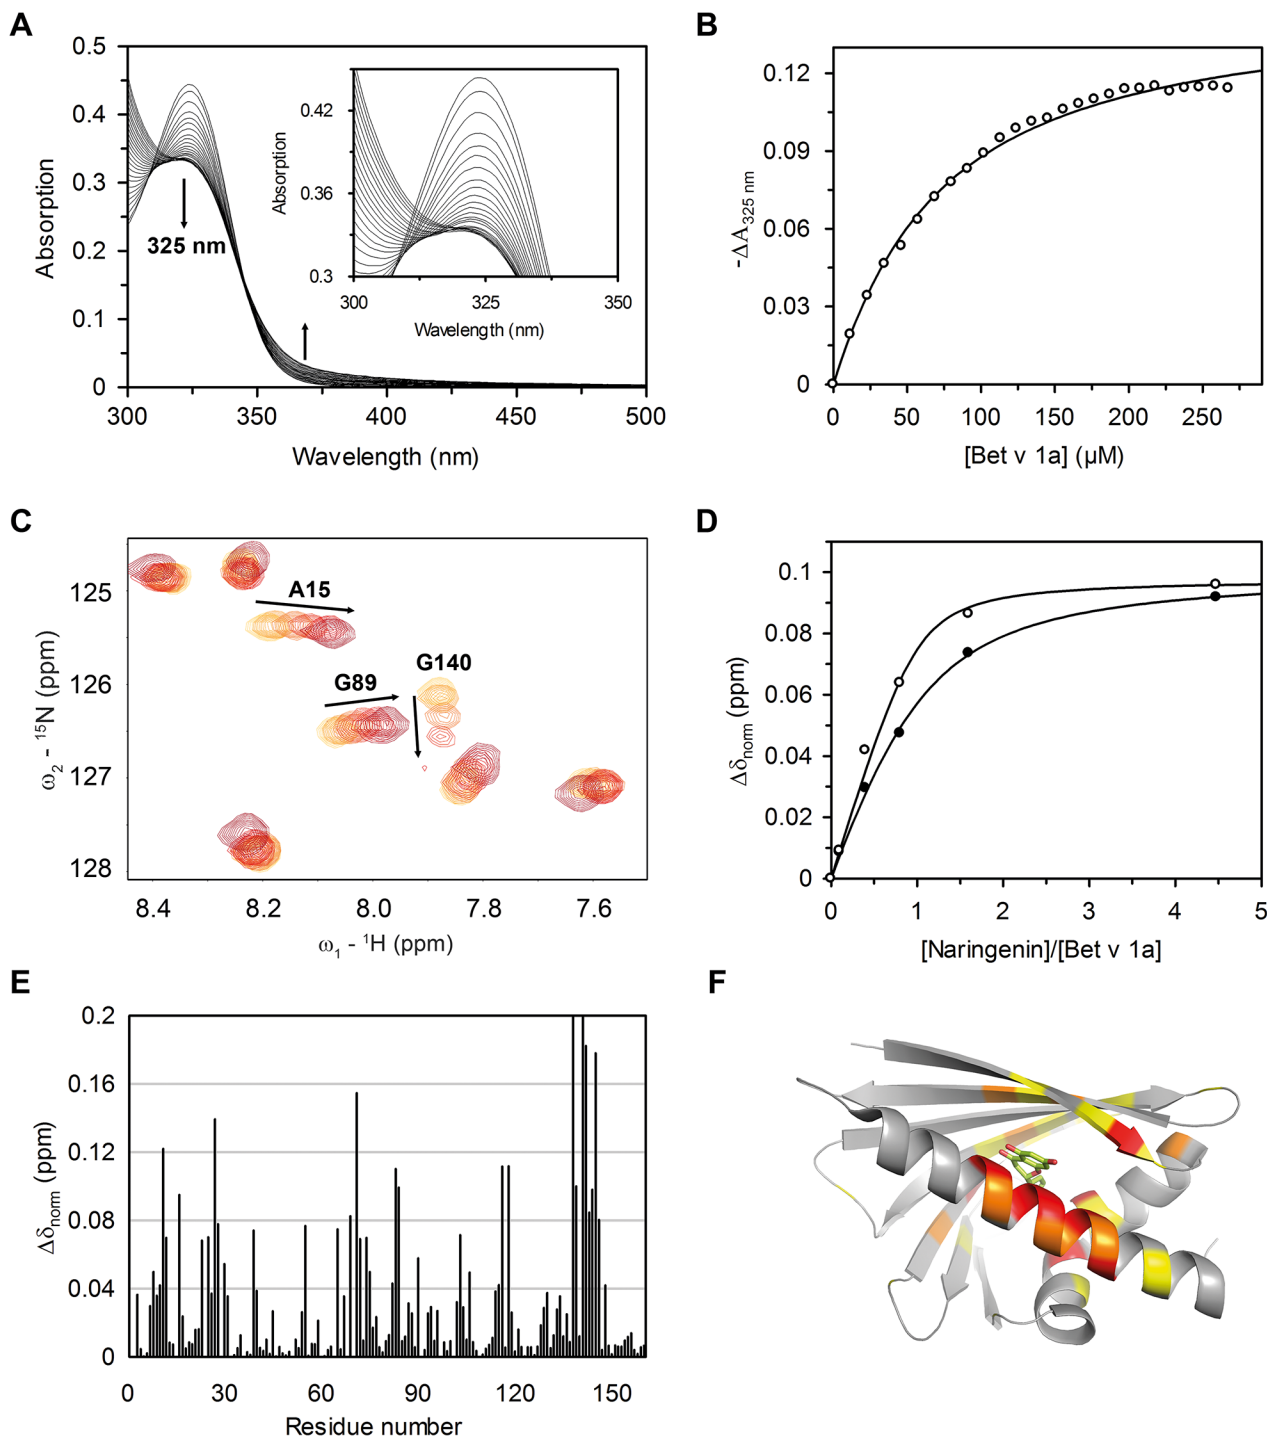 A
0.5
0.4
0.3
0.2
0.1
0
Absorption
300
350
400
450
500
Wavelength (nm)
325 nm
0.42
0.36
0.3
Absorption
300
325
350
Wavelength (nm)
B
0.12
0.09
0.06
0.03
0
-ΔA325 nm
0
50
100
150
200
250
[Bet v 1a] (µM)
C
125
126
127
128
ω2 - 15N (ppm)
A15
G89
G140
8.4
8.2
8.0
7.8
7.6
ω1 - 1H (ppm)
D
0.1
0.08
0.06
0.04
0.02
0
Δδnorm (ppm)
0
1
2
3
4
5
[Naringenin]/[Bet v 1a]
E
0.2
0.16
0.12
0.08
0.04
0
Δδnorm (ppm)
0
30
60
90
120
150
Residue number
F